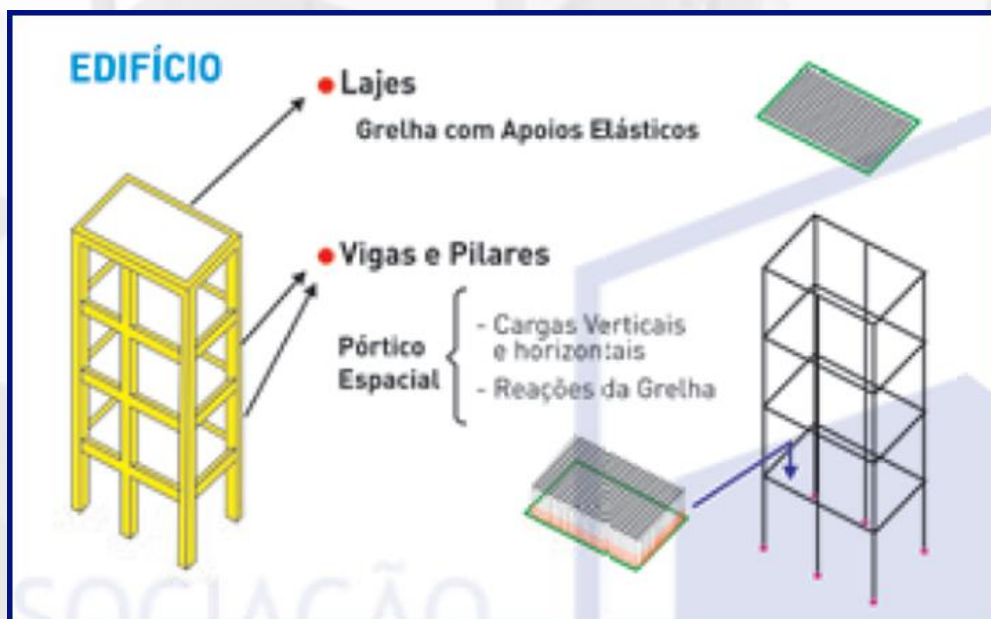 EDIFÍCIO
Lajes
Grelha com Apoios Elásticos
Vigas e Pilares
Pórtico
Espacial
- Cargas Verticais
e horizontais
- Reações da Grelha
SOCIAÇÃO